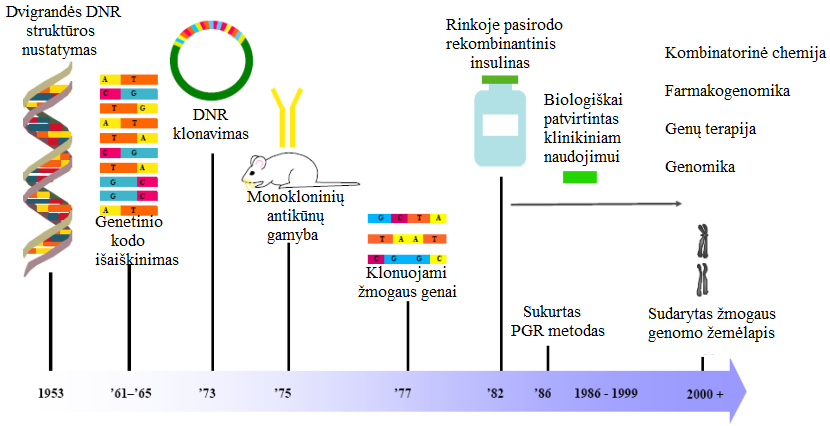 Dvigrandės DNR
struktūros
nustatymas
A T
C G
T G
A T
T A
C G
T A
G C
G C
A T
Genetinio
kodo
išaiškinimas
DNR
klonavimas
Monokloninių
antikūnų
gamyba
G C T A
T A A T
C G G C
Klonuojami
žmogaus genai
Rinkoje pasirodo
rekombinantinis
insulinas
Biologiškai
patvirtintas
klinikiniam
naudojimui
Kombinatorinė chemija
Farmakogenomika
Genų terapija
Genomika
Sukurtas
PGR metodas
Sudarytas žmogaus
genomo žemėlapis
1953
’61–’65
’73
’75
’77
’82
’86
1986 - 1999
2000 +